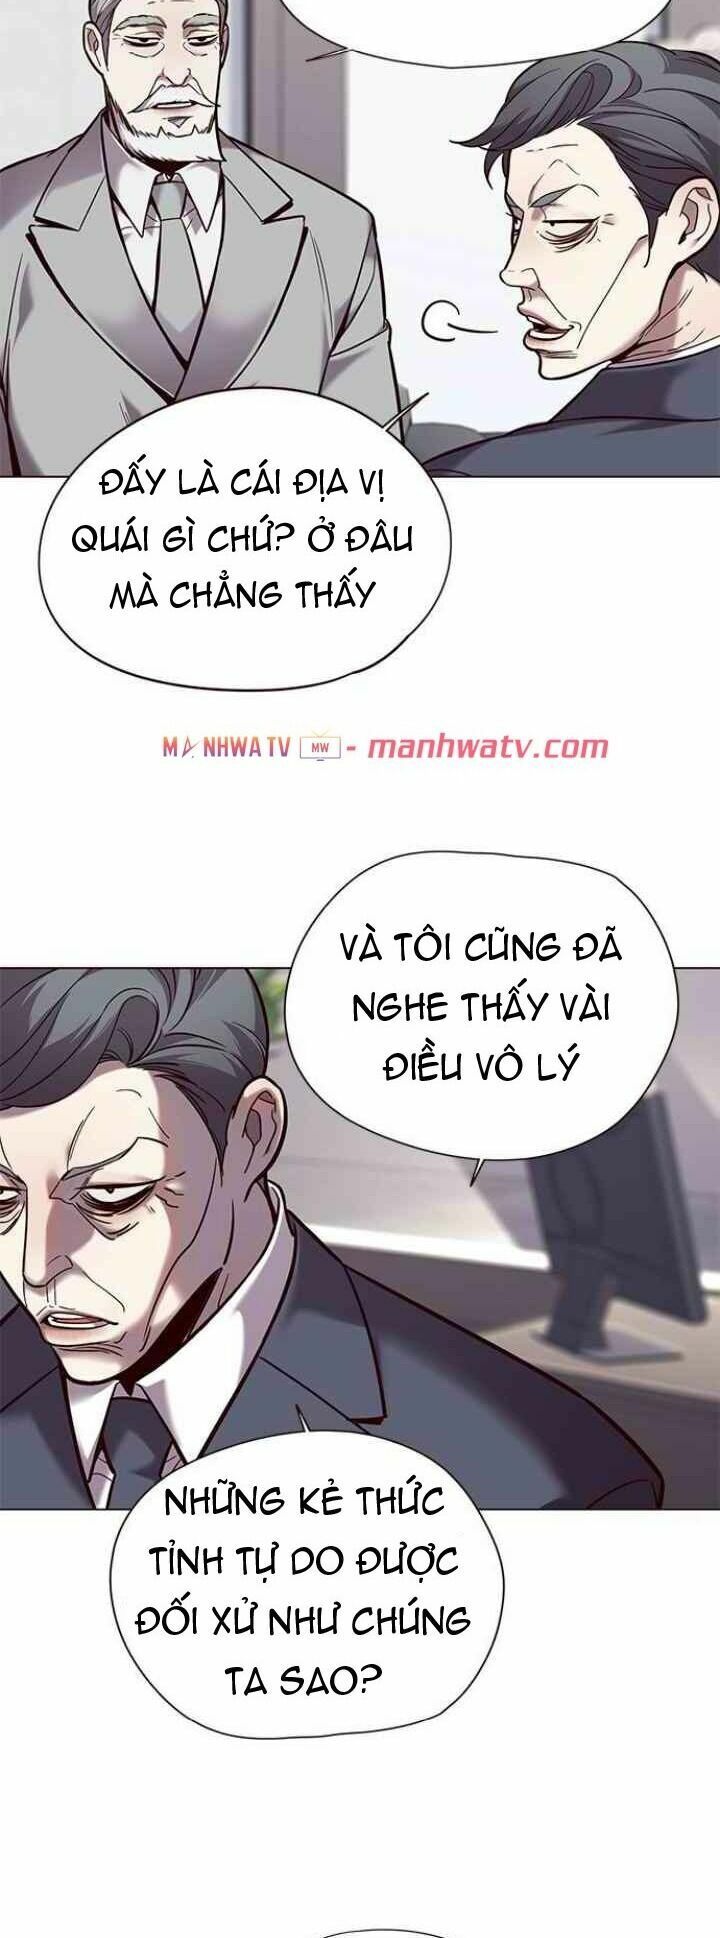 ĐẤY LÀ CÁI ĐỊA VỊ
QUÁI GÌ CHỨ? Ở ĐÂU
MÀ CHẲNG THẤY
MANHWA TV MW - manhwatv.com
VÀ TÔI CŨNG ĐÃ
NGHE THẤY VÀI
ĐIỀU VÔ LÝ
NHỮNG KẺ THỨC
TỈNH TỰ DO ĐƯỢC
ĐỐI XỬ NHƯ CHÚNG
TA SAO?